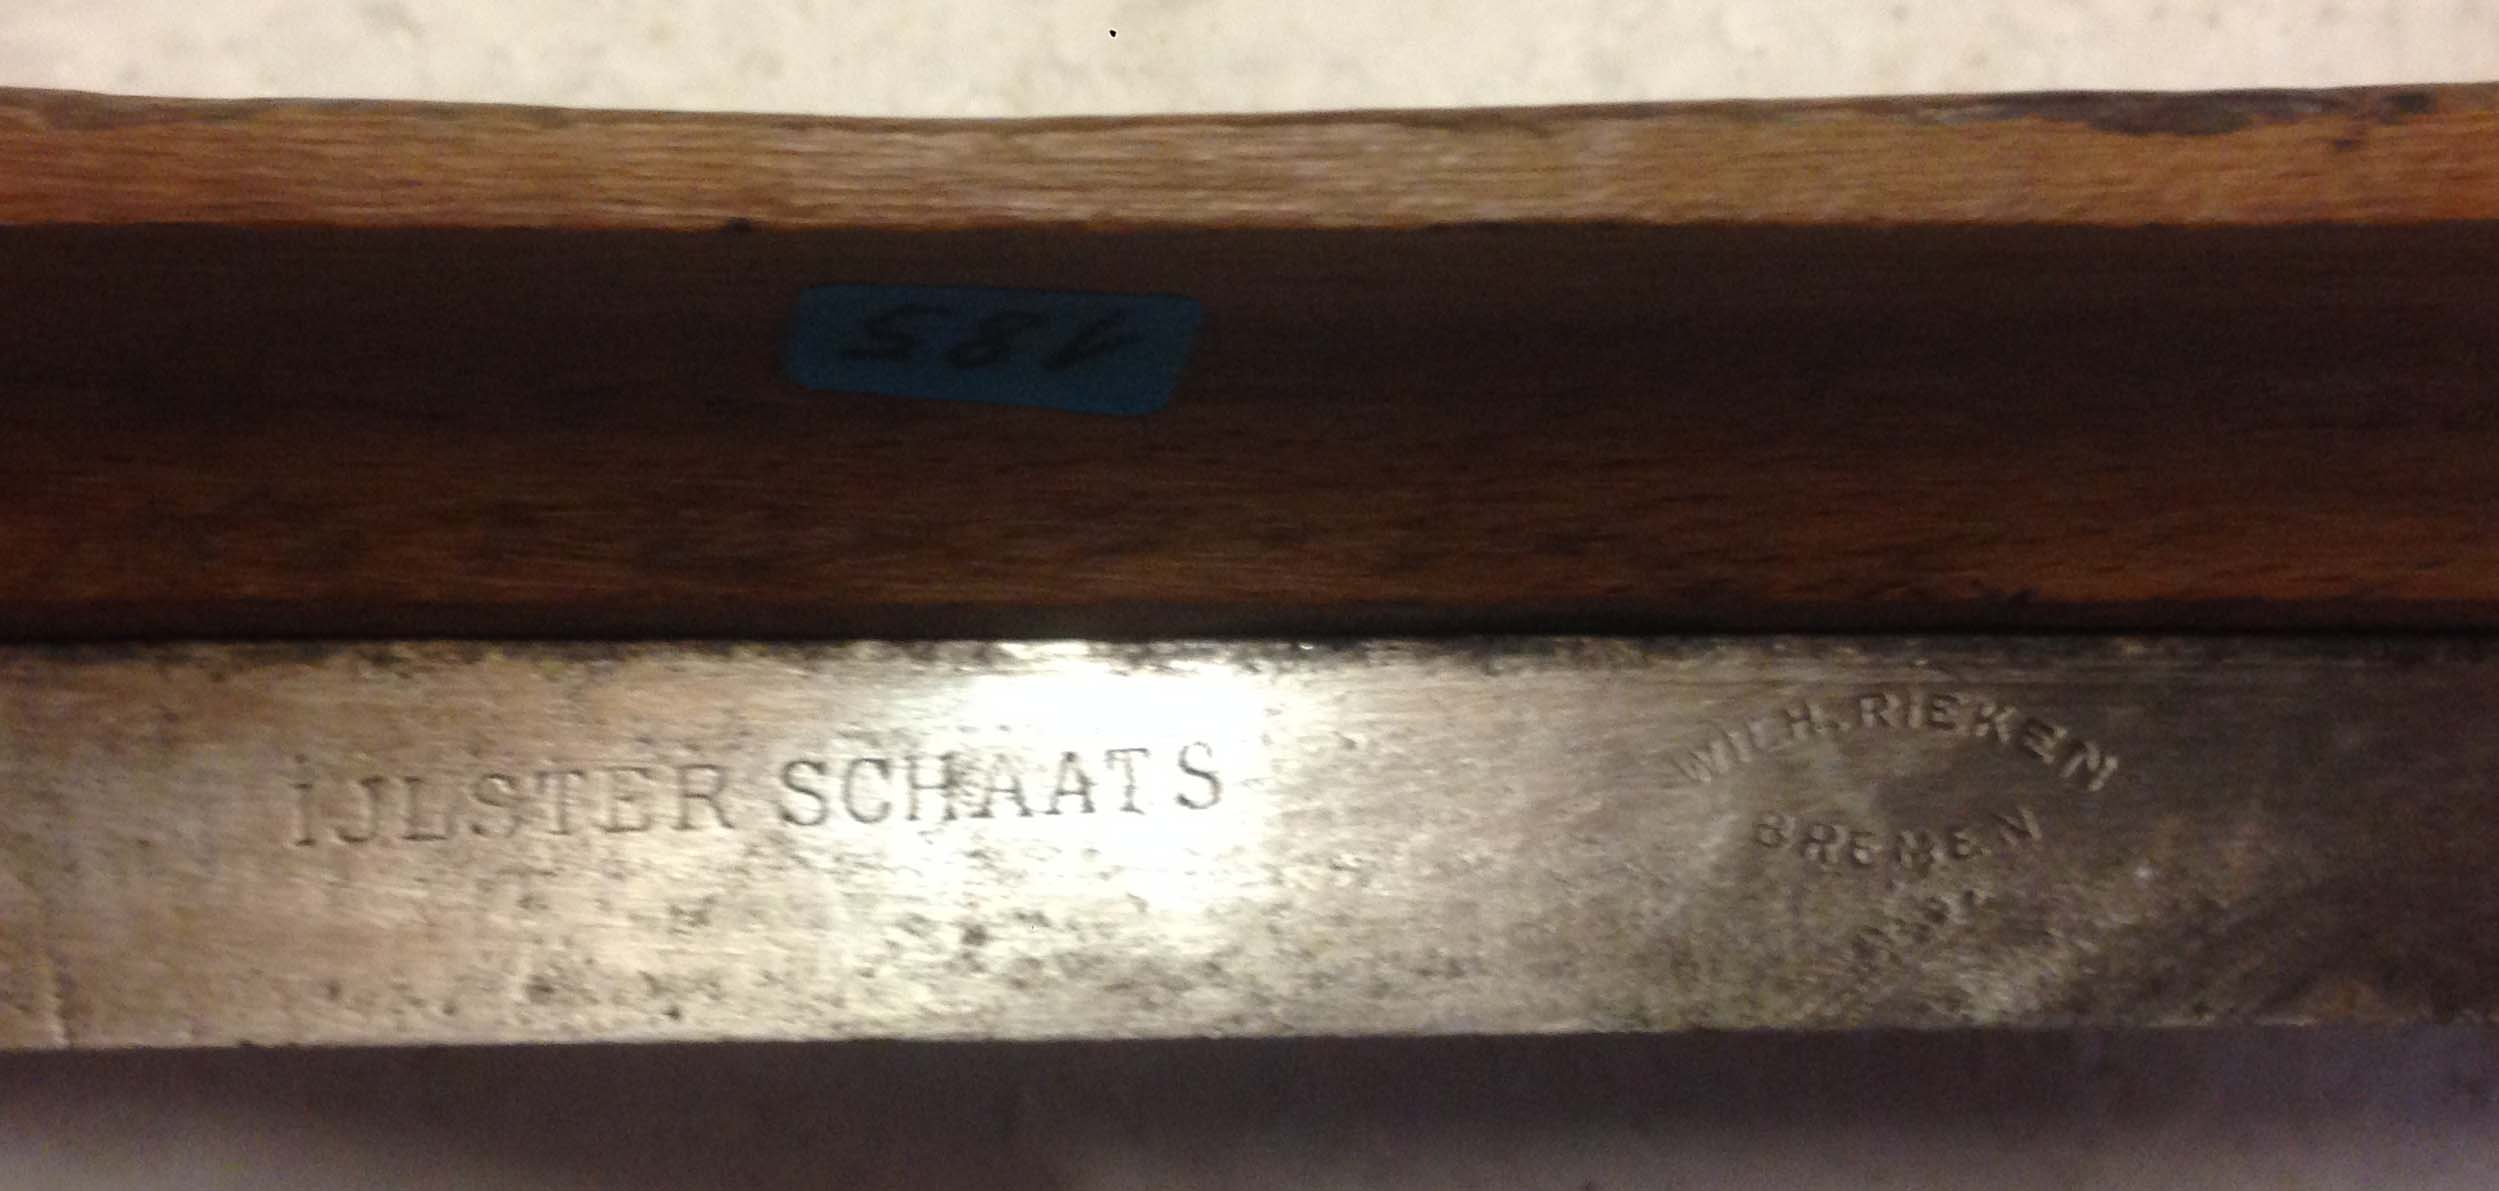 185
IJLSTER SCHAATS
WILH. RIEKEN
BREMEN